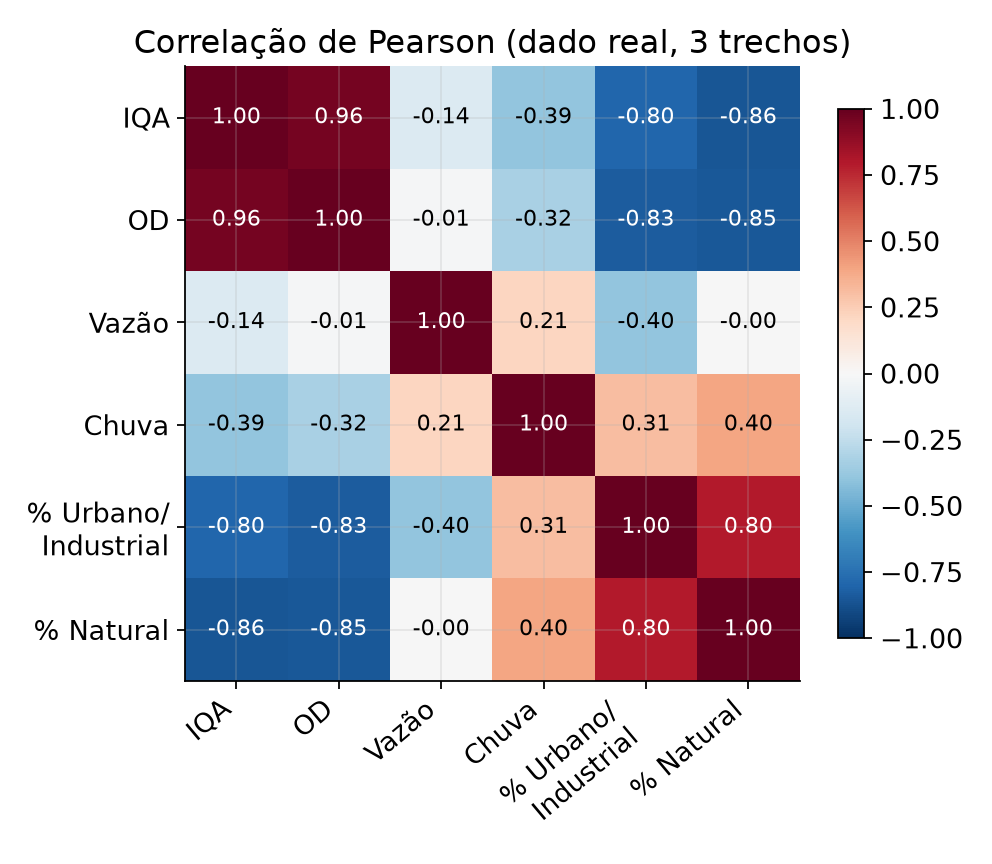 Correlação de Pearson (dado real, 3 trechos)
IQA 1.00 0.96 -0.14 -0.39 -0.80 -0.86
OD 0.96 1.00 -0.01 -0.32 -0.83 -0.85
Vazão -0.14 -0.01 1.00 0.21 -0.40 -0.00
Chuva -0.39 -0.32 0.21 1.00 0.31 0.40
% Urbano/
Industrial -0.80 -0.83 -0.40 0.31 1.00 0.80
% Natural -0.86 -0.85 -0.00 0.40 0.80 1.00
IQA
OD
Vazão
Chuva
% Urbano/
Industrial
% Natural
1.00
0.75
0.50
0.25
0.00
−0.25
−0.50
−0.75
−1.00